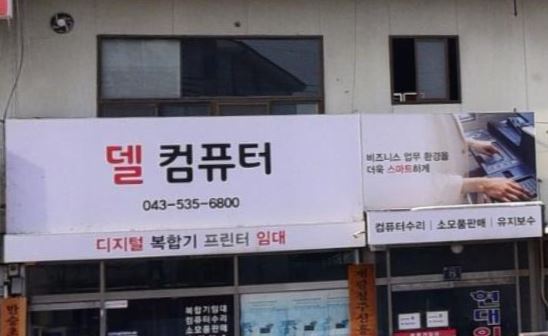 델 컴퓨터
043-535-6800
디지털 복합기 프린터 임대
비즈니스 업무 환경을
더욱 스마트하게
컴퓨터수리 | 소모품판매 | 유지보수
복합기임대
컴퓨터수리
소모품판매
현대